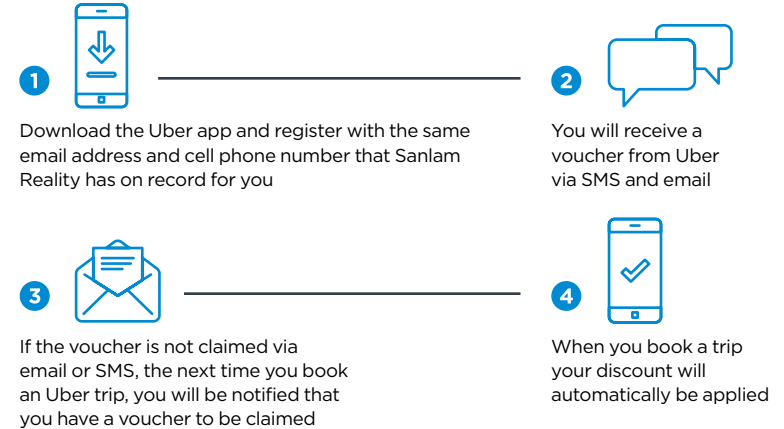 1
Download the Uber app and register with the same
email address and cell phone number that Sanlam
Reality has on record for you
2
You will receive a
voucher from Uber
via SMS and email
3
If the voucher is not claimed via
email or SMS, the next time you book
an Uber trip, you will be notified that
you have a voucher to be claimed
4
When you book a trip
your discount will
automatically be applied